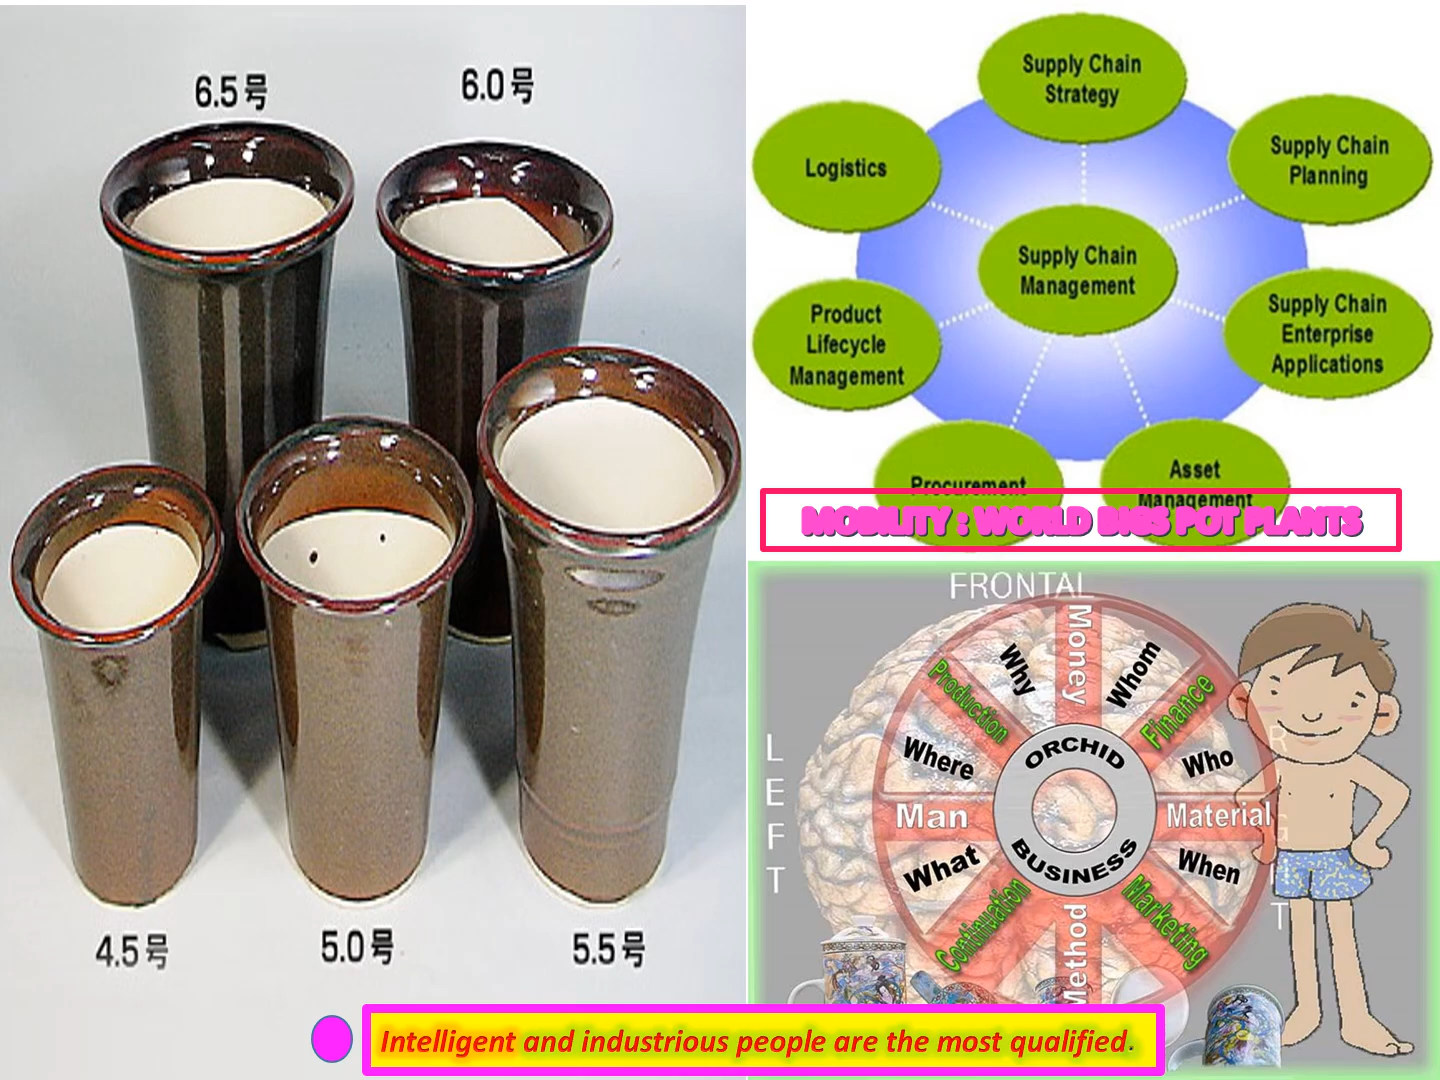 6.5号
6.0号
4.5号
5.0号
5.5号
Supply Chain
Strategy
Logistics
Supply Chain
Planning
Supply Chain
Management
Product
Lifecycle
Management
Supply Chain
Enterprise
Applications
Procurement
Asset
Management
MOBILITY : WORLD BIGS POT PLANTS
FRONTAL
LEFT
RIGHT
Money
Why
Whom
Production
Finance
Where
Who
ORCHID
BUSINESS
Man
Material
What
When
Continuation
Marketing
Method
Intelligent and industrious people are the most qualified.